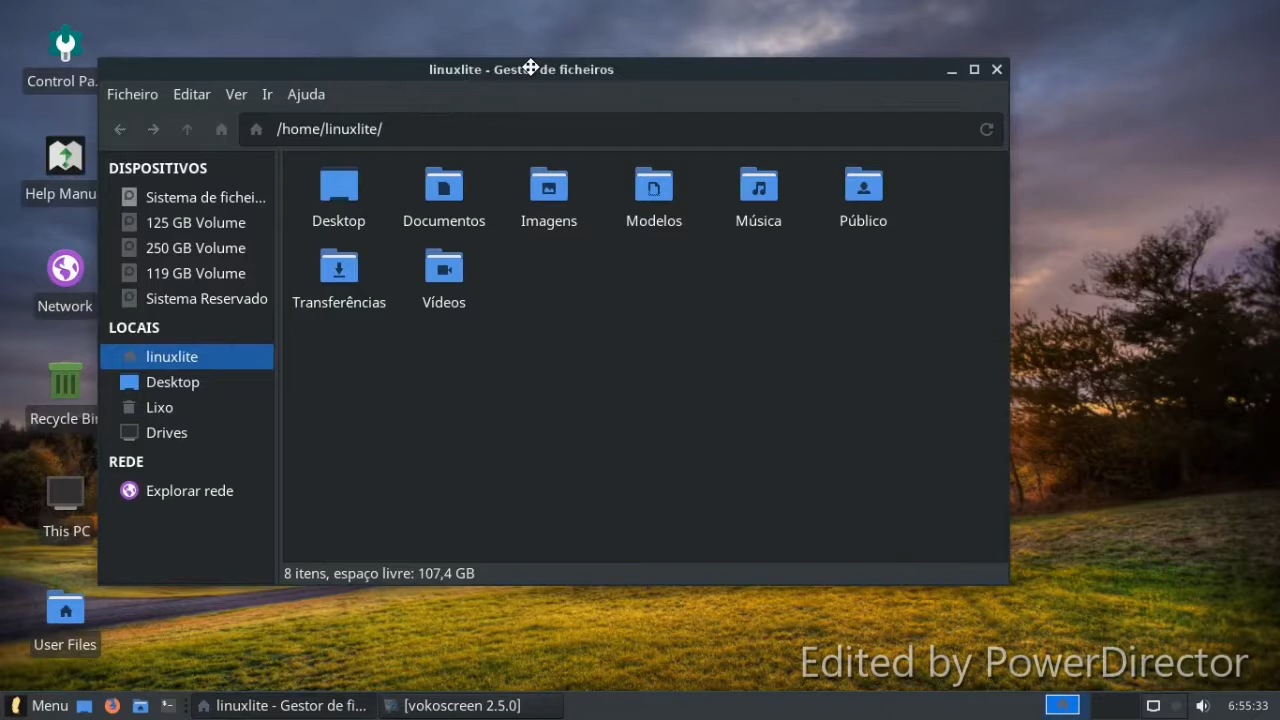 Control Pa...
Help Manu
Network
Recycle Bi
This PC
User Files
linuxlite - Gestor de ficheiros
Ficheiro Editar Ver Ir Ajuda
/home/linuxlite/
DISPOSITIVOS
Sistema de fichei...
125 GB Volume
250 GB Volume
119 GB Volume
Sistema Reservado
LOCAIS
linuxlite
Desktop
Lixo
Drives
REDE
Explorar rede
Desktop Documentos Imagens Modelos Música Público
Transferências Vídeos
8 itens, espaço livre: 107,4 GB
Edited by PowerDirector
Menu linuxlite - Gestor de fi... [vokoscreen 2.5.0] 6:55:33